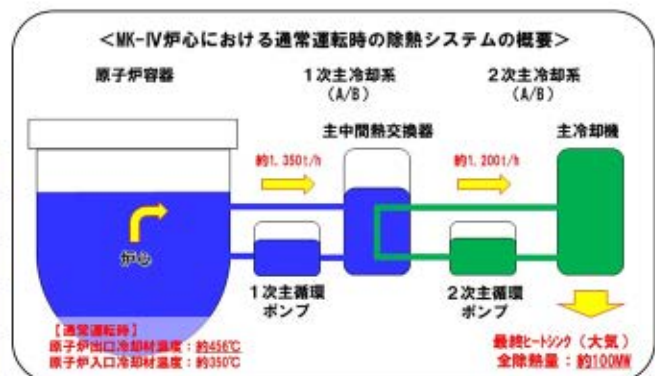 ＜MK-Ⅳ炉心における通常運転時の除熱システムの概要＞
原子炉容器
１次主冷却系
（A/B）
２次主冷却系
（A/B）
主中間熱交換器
主冷却機
約1,350t/h
約1,200t/h
炉心
１次主循環
ポンプ
２次主循環
ポンプ
【通常運転時】
原子炉出口冷却材温度：約456℃
原子炉入口冷却材温度：約350℃
最終ヒートシンク（大気）
全除熱量：約100MW